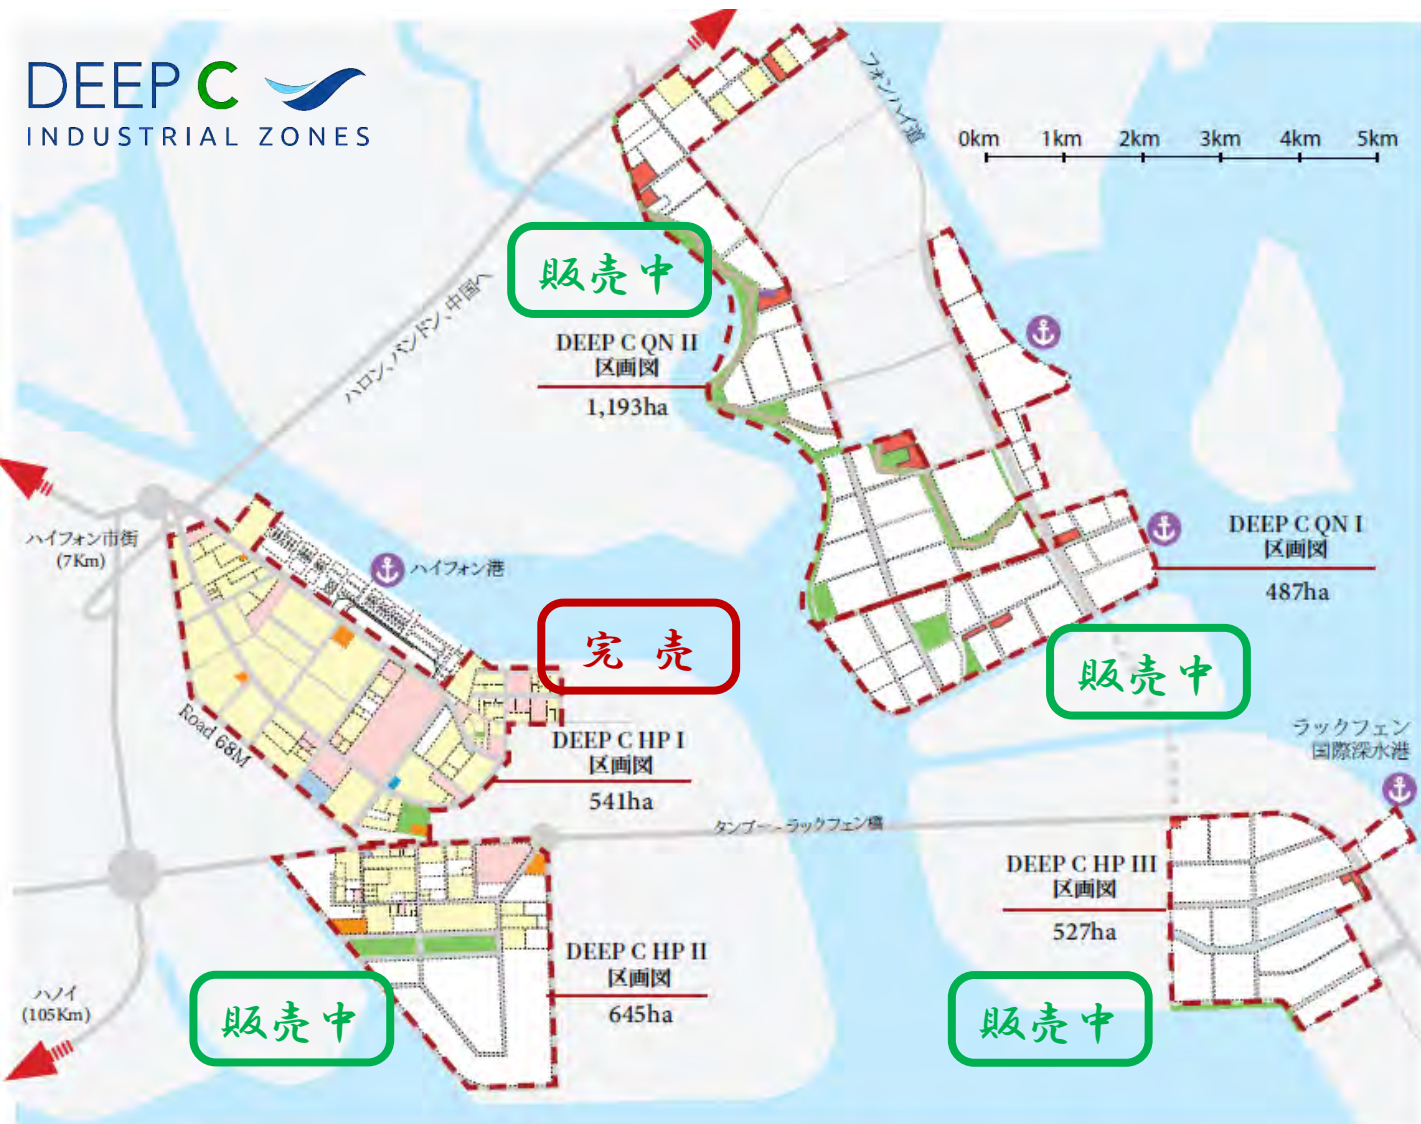 DEEP C
INDUSTRIAL ZONES
フォンハイ道
0km 1km 2km 3km 4km 5km
販売中
ハロン、バンドン、中国へ
DEEP C QN II
区画図
1,193ha
ハイフォン市街
(7Km)
ハイフォン港
DEEP C QN I
区画図
487ha
完売
販売中
Road 68M
DEEP C HP I
区画図
541ha
ラックフェン
国際深水港
タンブー - ラックフェン橋
DEEP C HP III
区画図
527ha
DEEP C HP II
区画図
645ha
ハノイ
(105Km)
販売中
販売中